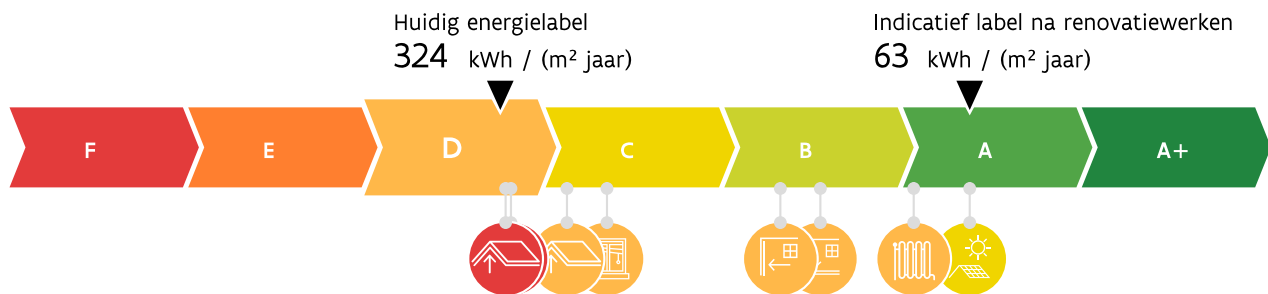 Huidig energielabel
324 kWh / (m² jaar)
Indicatief label na renovatiewerken
63 kWh / (m² jaar)
F
E
D
C
B
A
A+